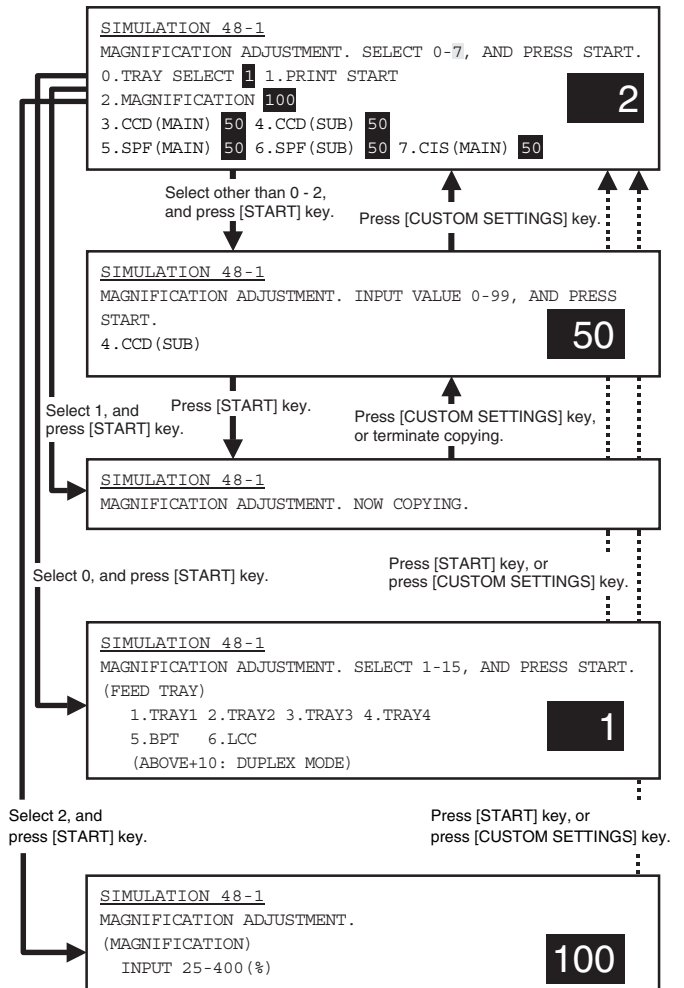 SIMULATION 48-1
MAGNIFICATION ADJUSTMENT. SELECT 0-7, AND PRESS START.
0.TRAY SELECT 1 1.PRINT START
2.MAGNIFICATION 100
2
3.CCD(MAIN) 50 4.CCD(SUB) 50
5.SPF(MAIN) 50 6.SPF(SUB) 50 7.CIS(MAIN) 50
Select other than 0 - 2,
and press [START] key.
Press [CUSTOM SETTINGS] key.
SIMULATION 48-1
MAGNIFICATION ADJUSTMENT. INPUT VALUE 0-99, AND PRESS
START.
4.CCD(SUB)
50
Select 1, and
press [START] key.
Press [START] key.
Press [CUSTOM SETTINGS] key,
or terminate copying.
SIMULATION 48-1
MAGNIFICATION ADJUSTMENT. NOW COPYING.
Select 0, and press [START] key.
Press [START] key, or
press [CUSTOM SETTINGS] key.
SIMULATION 48-1
MAGNIFICATION ADJUSTMENT. SELECT 1-15, AND PRESS START.
(FEED TRAY)
1.TRAY1 2.TRAY2 3.TRAY3 4.TRAY4
5.BPT 6.LCC
(ABOVE+10: DUPLEX MODE)
1
Select 2, and
press [START] key.
Press [START] key, or
press [CUSTOM SETTINGS] key.
SIMULATION 48-1
MAGNIFICATION ADJUSTMENT.
(MAGNIFICATION)
INPUT 25-400(%)
100